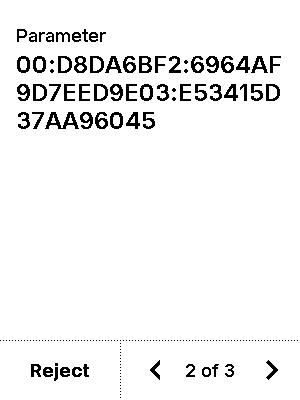 Parameter
00:D8DA6BF2:6964AF
9D7EED9E03:E53415D
37AA96045
Reject
2 of 3